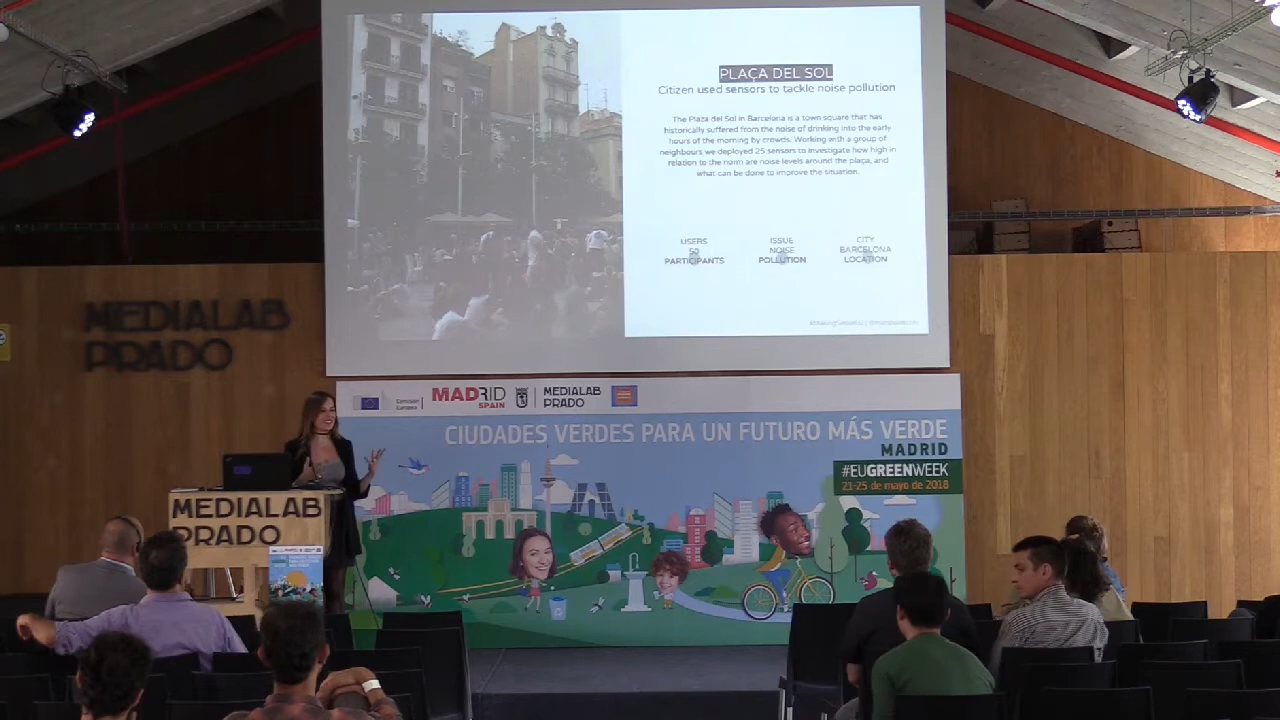 PLAÇA DEL SOL
Citizen used sensors to tackle noise pollution
The Plaza del Sol in Barcelona is a town square that has
historically suffered from the noise of drinking into the early
hours of the morning by crowds. Working with a group of
neighbours we deployed 25 sensors to investigate how high in
relation to the norm are noise levels around the plaça, and
what can be done to improve the situation.
USERS
50
PARTICIPANTS
ISSUE
NOISE
POLLUTION
CITY
BARCELONA
LOCATION
MEDIALAB
PRADO
Comisión
Europea
MADRID
SPAIN
MEDIALAB
PRADO
CIUDADES VERDES PARA UN FUTURO MÁS VERDE
MADRID
#EUGREENWEEK
21-25 de mayo de 2018
MEDIALAB
PRADO